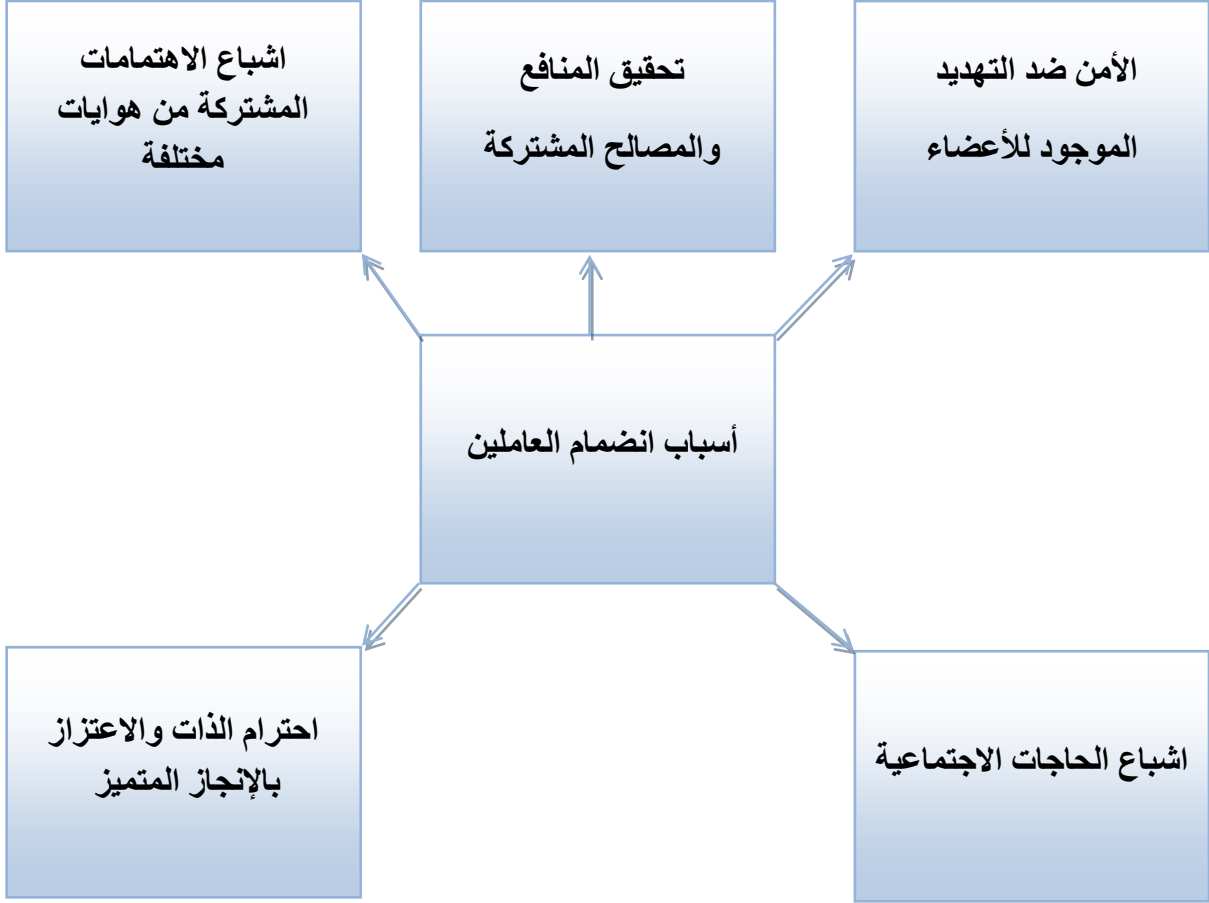 الأمن ضد التهديد
الموجود للأعضاء
تحقيق المنافع
والمصالح المشتركة
اشباع الاهتمامات
المشتركة من هوايات
مختلفة
أسباب انضمام العاملين
اشباع الحاجات الاجتماعية
احترام الذات والاعتزاز
بالإنجاز المتميز